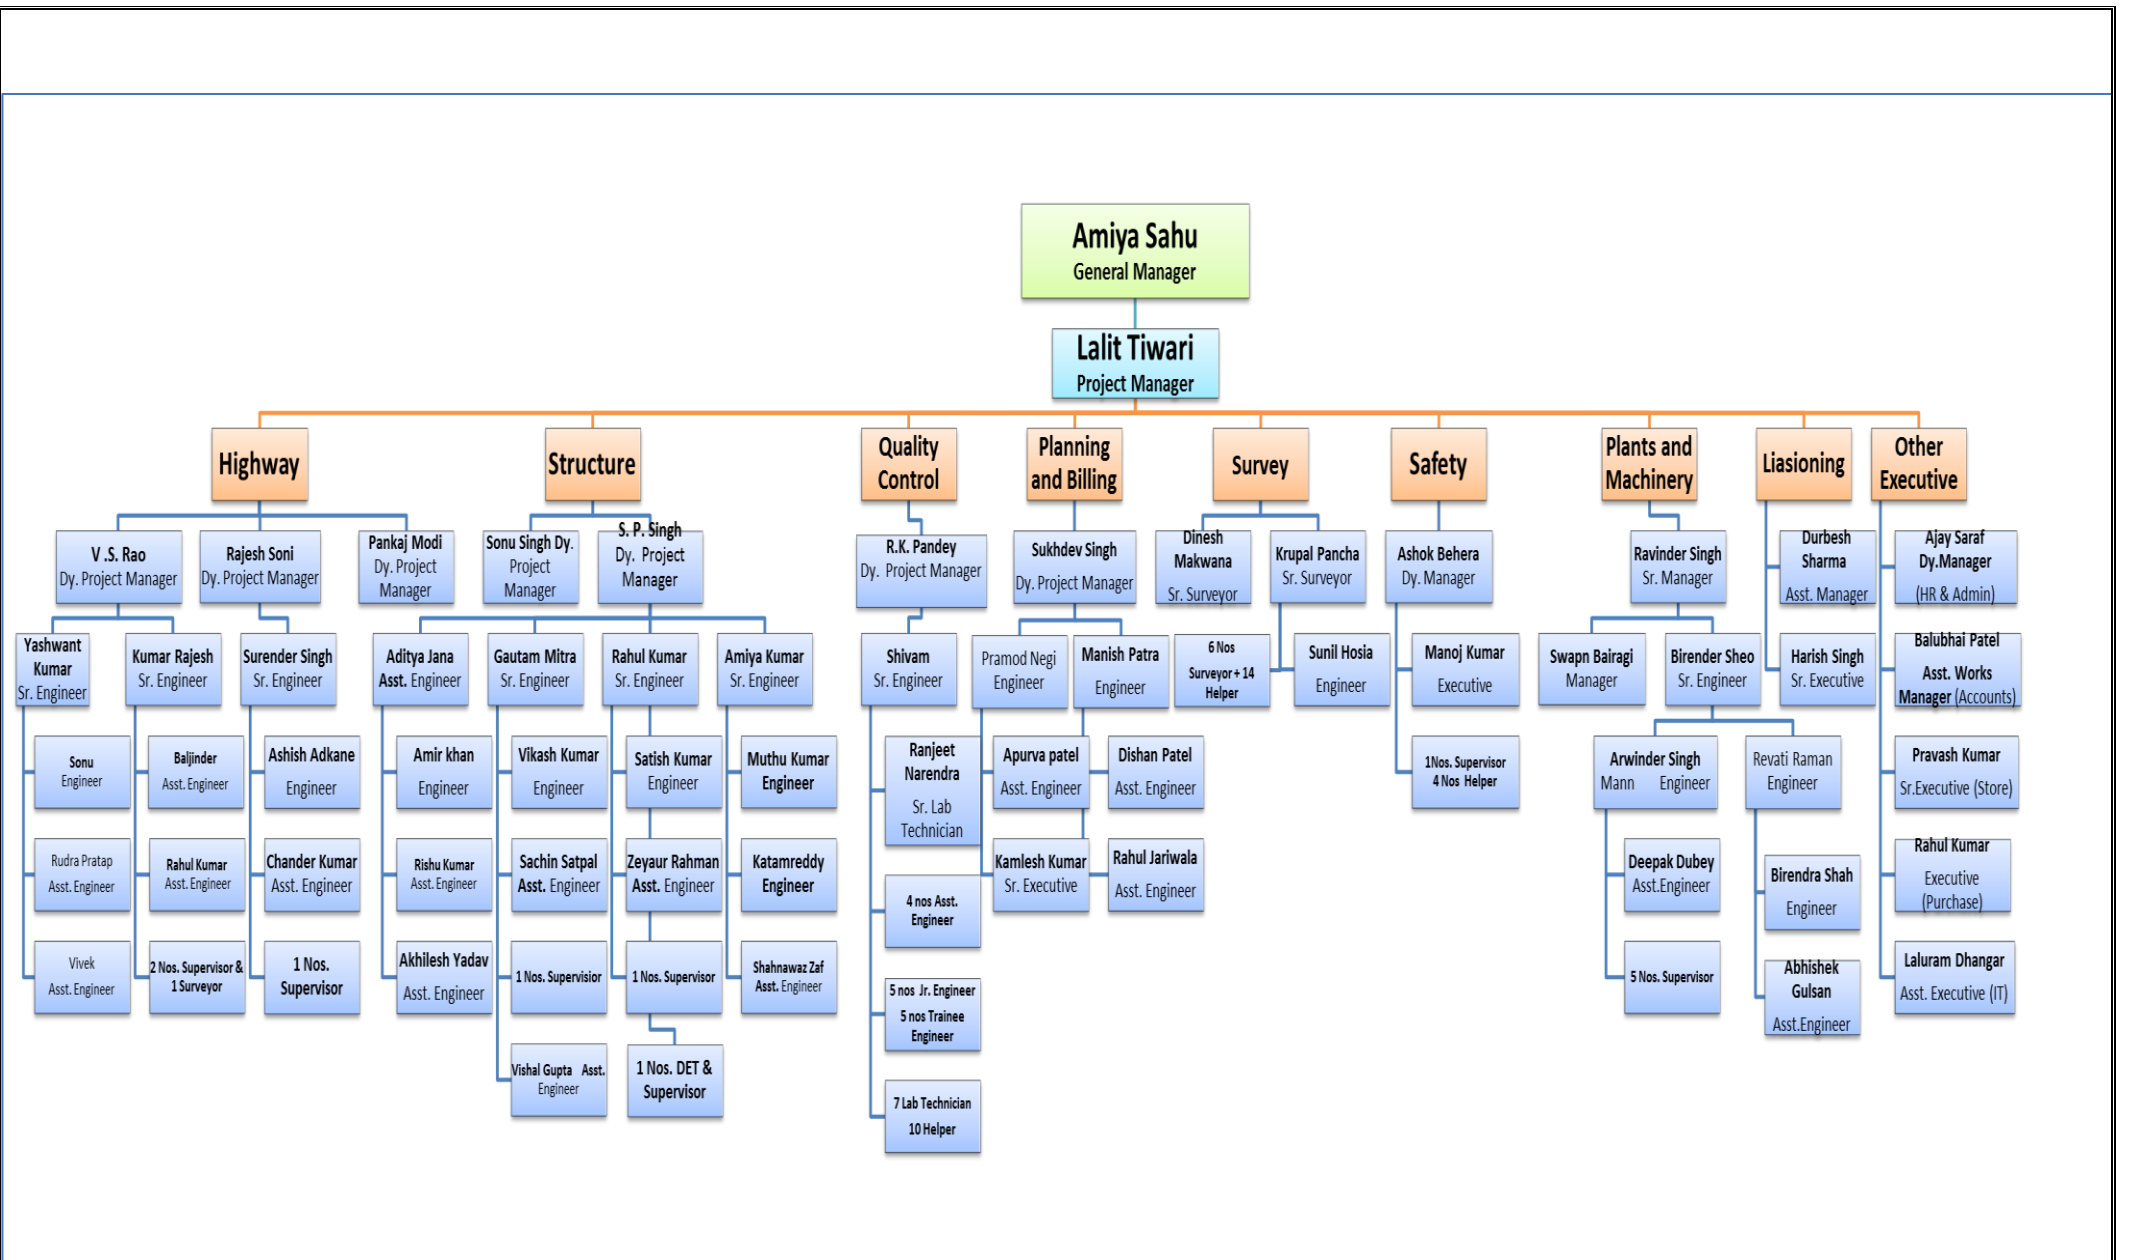 Amiya Sahu
General Manager
Lalit Tiwari
Project Manager
Highway
Structure
Quality
Control
Planning
and Billing
Survey
Safety
Plants and
Machinery
Liasioning
Other
Executive
V .S. Rao
Dy. Project Manager
Rajesh Soni
Dy. Project Manager
Pankaj Modi
Dy. Project
Manager
Sonu Singh Dy.
Project
Manager
S. P. Singh
Dy. Project
Manager
R.K. Pandey
Dy. Project Manager
Sukhdev Singh
Dy. Project Manager
Dinesh
Makwana
Sr. Surveyor
Krupal Pancha
Sr. Surveyor
Ashok Behera
Dy. Manager
Ravinder Singh
Sr. Manager
Durbesh
Sharma
Asst. Manager
Ajay Saraf
Dy.Manager
(HR & Admin)
Yashwant
Kumar
Sr. Engineer
Kumar Rajesh
Sr. Engineer
Surender Singh
Sr. Engineer
Aditya Jana
Asst. Engineer
Gautam Mitra
Sr. Engineer
Rahul Kumar
Sr. Engineer
Amiya Kumar
Sr. Engineer
Shivam
Sr. Engineer
Pramod Negi
Engineer
Manish Patra
Engineer
6 Nos
Surveyor + 14
Helper
Sunil Hosia
Engineer
Manoj Kumar
Executive
Swapn Bairagi
Manager
Birender Sheo
Sr. Engineer
Harish Singh
Sr. Executive
Balubhai Patel
Asst. Works
Manager (Accounts)
Sonu
Engineer
Baljinder
Asst. Engineer
Ashish Adkane
Engineer
Amir khan
Engineer
Vikash Kumar
Engineer
Satish Kumar
Engineer
Muthu Kumar
Engineer
Ranjeet
Narendra
Sr. Lab
Technician
Apurva patel
Asst. Engineer
Dishan Patel
Asst. Engineer
1Nos. Supervisor
4 Nos Helper
Arwinder Singh
Mann Engineer
Revati Raman
Engineer
Pravash Kumar
Sr.Executive (Store)
Rudra Pratap
Asst. Engineer
Rahul Kumar
Asst. Engineer
Chander Kumar
Asst. Engineer
Rishu Kumar
Asst. Engineer
Sachin Satpal
Asst. Engineer
Zeyaur Rahman
Asst. Engineer
Katamreddy
Engineer
4 nos Asst.
Engineer
Kamlesh Kumar
Sr. Executive
Rahul Jariwala
Asst. Engineer
Deepak Dubey
Asst.Engineer
Birendra Shah
Engineer
Rahul Kumar
Executive
(Purchase)
Vivek
Asst. Engineer
2 Nos. Supervisor &
1 Surveyor
1 Nos.
Supervisor
Akhilesh Yadav
Asst. Engineer
1 Nos. Supervisior
1 Nos. Supervisor
Shahnawaz Zaf
Asst. Engineer
5 nos Jr. Engineer
5 nos Trainee
Engineer
5 Nos. Supervisor
Abhishek
Gulsan
Asst.Engineer
Laluram Dhangar
Asst. Executive (IT)
Vishal Gupta Asst.
Engineer
1 Nos. DET &
Supervisor
7 Lab Technician
10 Helper